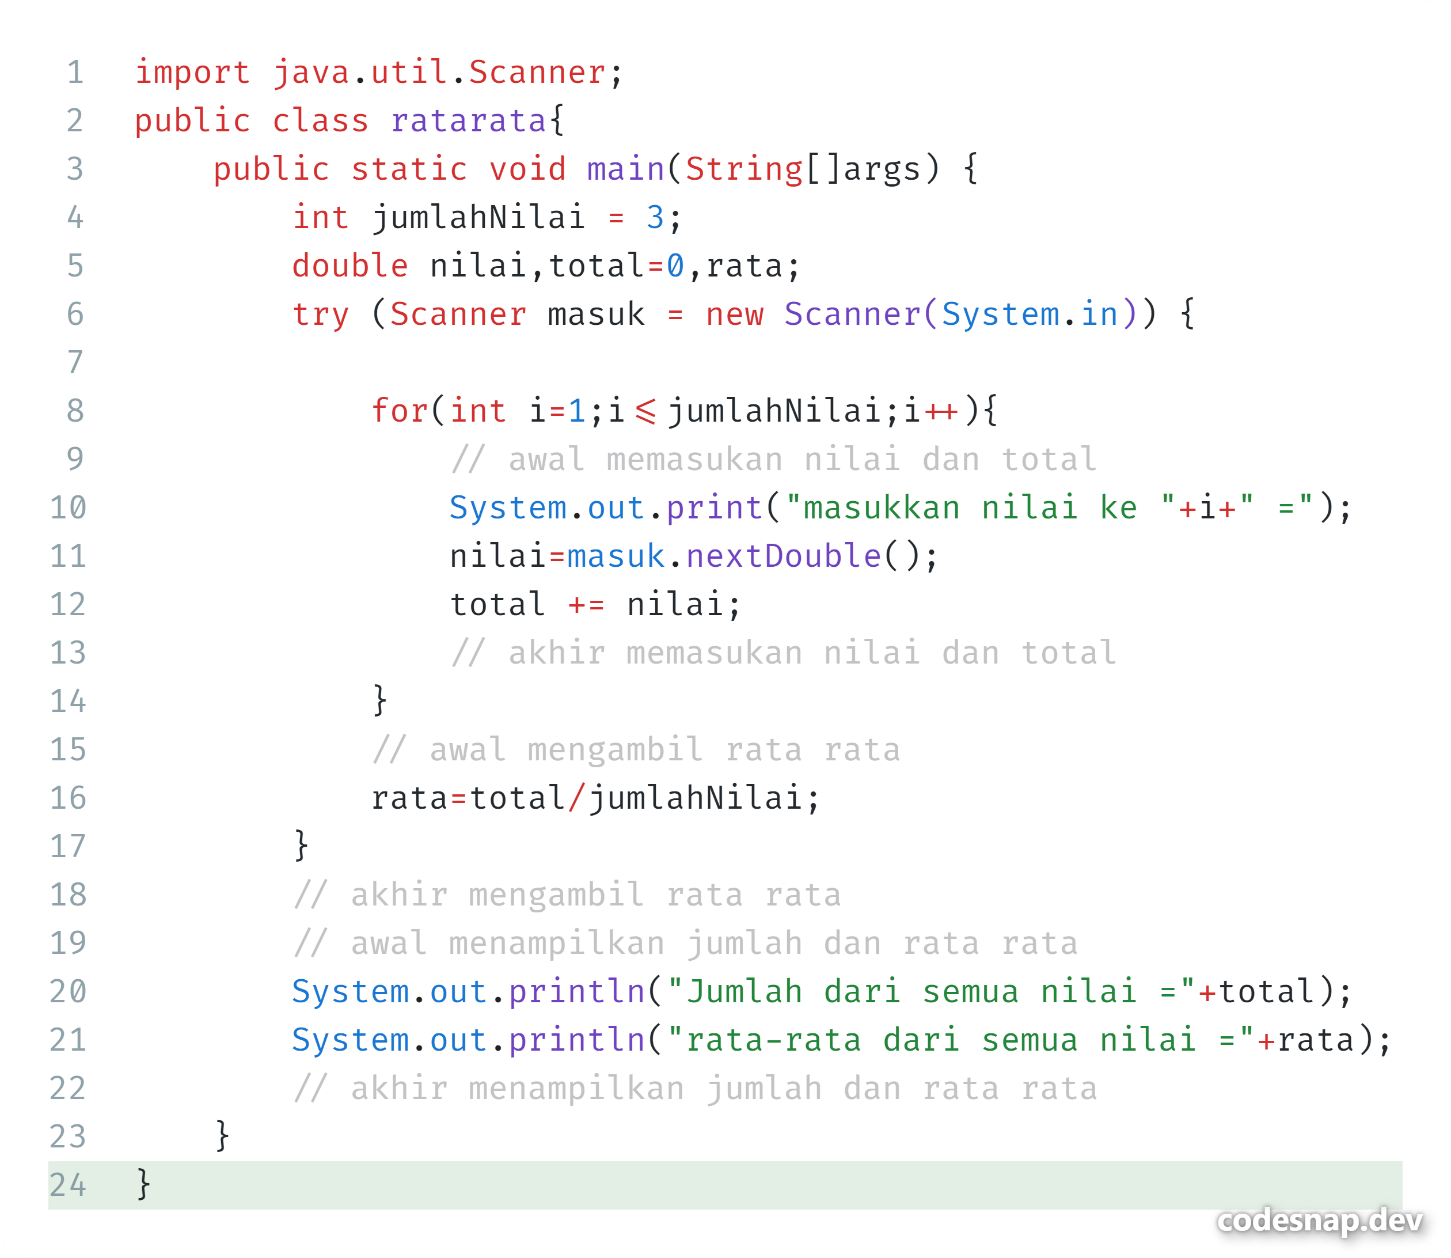 1 import java.util.Scanner;
2 public class ratarata{
3     public static void main(String[]args) {
4         int jumlahNilai = 3;
5         double nilai,total=0,rata;
6         try (Scanner masuk = new Scanner(System.in)) {
7
8             for(int i=1;i<=jumlahNilai;i++){
9                 // awal memasukan nilai dan total
10                 System.out.print("masukkan nilai ke "+i+" =");
11                 nilai=masuk.nextDouble();
12                 total += nilai;
13                 // akhir memasukan nilai dan total
14             }
15             // awal mengambil rata rata
16             rata=total/jumlahNilai;
17         }
18         // akhir mengambil rata rata
19         // awal menampilkan jumlah dan rata rata
20         System.out.println("Jumlah dari semua nilai ="+total);
21         System.out.println("rata-rata dari semua nilai ="+rata);
22         // akhir menampilkan jumlah dan rata rata
23     }
24 }
codesnap.dev